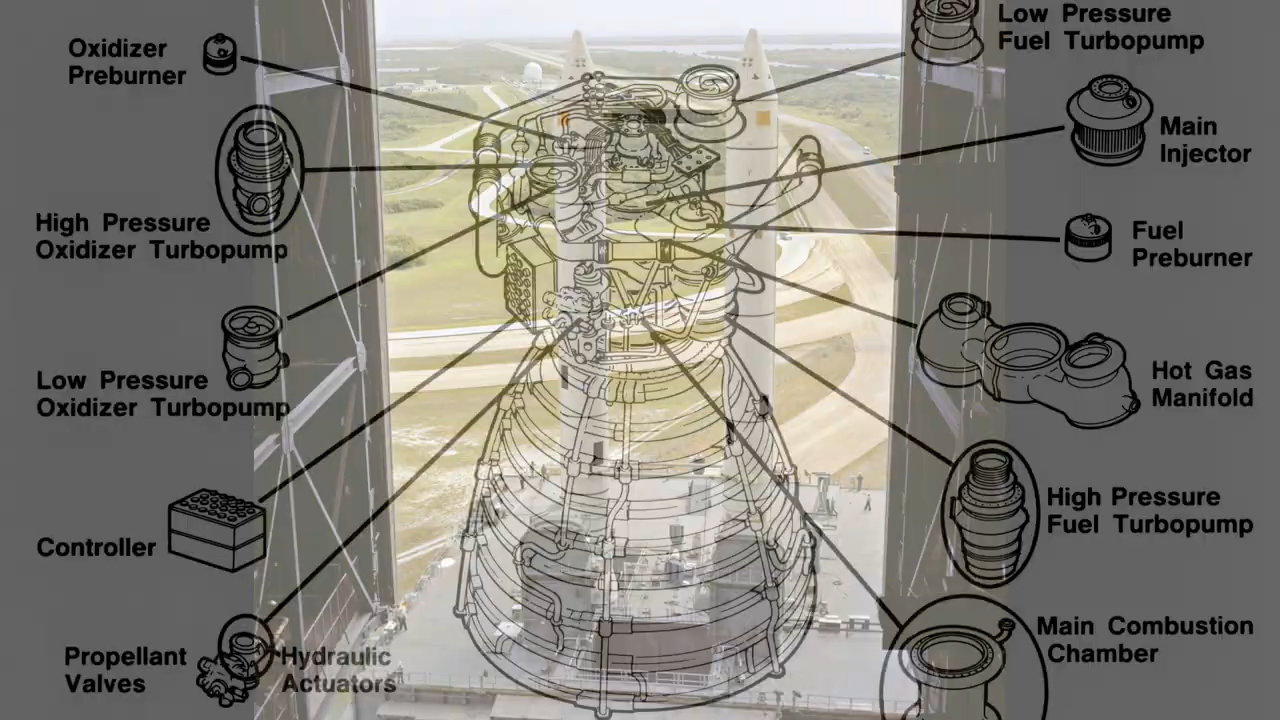 Oxidizer
Preburner
High Pressure
Oxidizer Turbopump
Low Pressure
Oxidizer Turbopump
Controller
Propellant
Valves
Hydraulic
Actuators
Low Pressure
Fuel Turbopump
Main
Injector
Fuel
Preburner
Hot Gas
Manifold
High Pressure
Fuel Turbopump
Main Combustion
Chamber